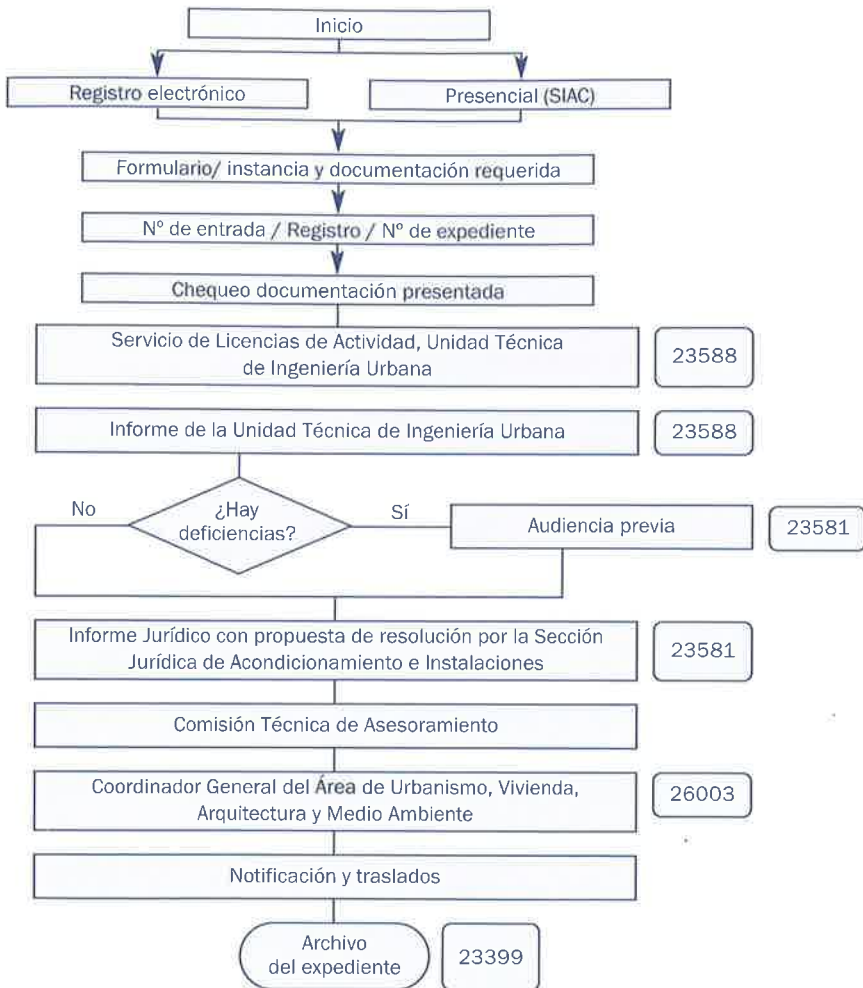 Inicio
Registro electrónico
Presencial (SIAC)
Formulario/ instancia y documentación requerida
Nº de entrada / Registro / Nº de expediente
Chequeo documentación presentada
Servicio de Licencias de Actividad, Unidad Técnica
de Ingeniería Urbana
23588
Informe de la Unidad Técnica de Ingeniería Urbana
23588
No
¿Hay
deficiencias?
Sí
Audiencia previa
23581
Informe Jurídico con propuesta de resolución por la Sección
Jurídica de Acondicionamiento e Instalaciones
23581
Comisión Técnica de Asesoramiento
Coordinador General del Área de Urbanismo, Vivienda,
Arquitectura y Medio Ambiente
26003
Notificación y traslados
Archivo
del expediente
23399